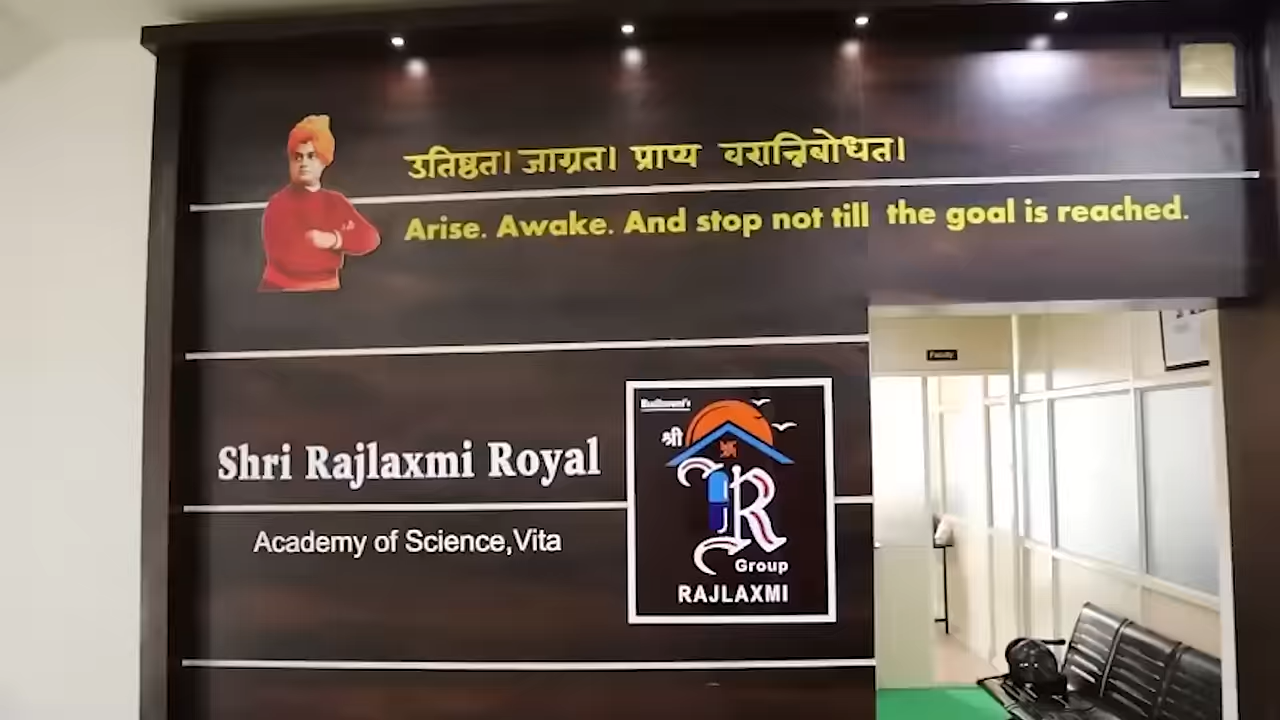 उतिष्ठत। जाग्रत। प्राप्य वरान्निबोधत।
Arise. Awake. And stop not till the goal is reached.
Faculty
Shri Rajlaxmi Royal
Academy of Science,Vita
श्री
R
Group
RAJLAXMI